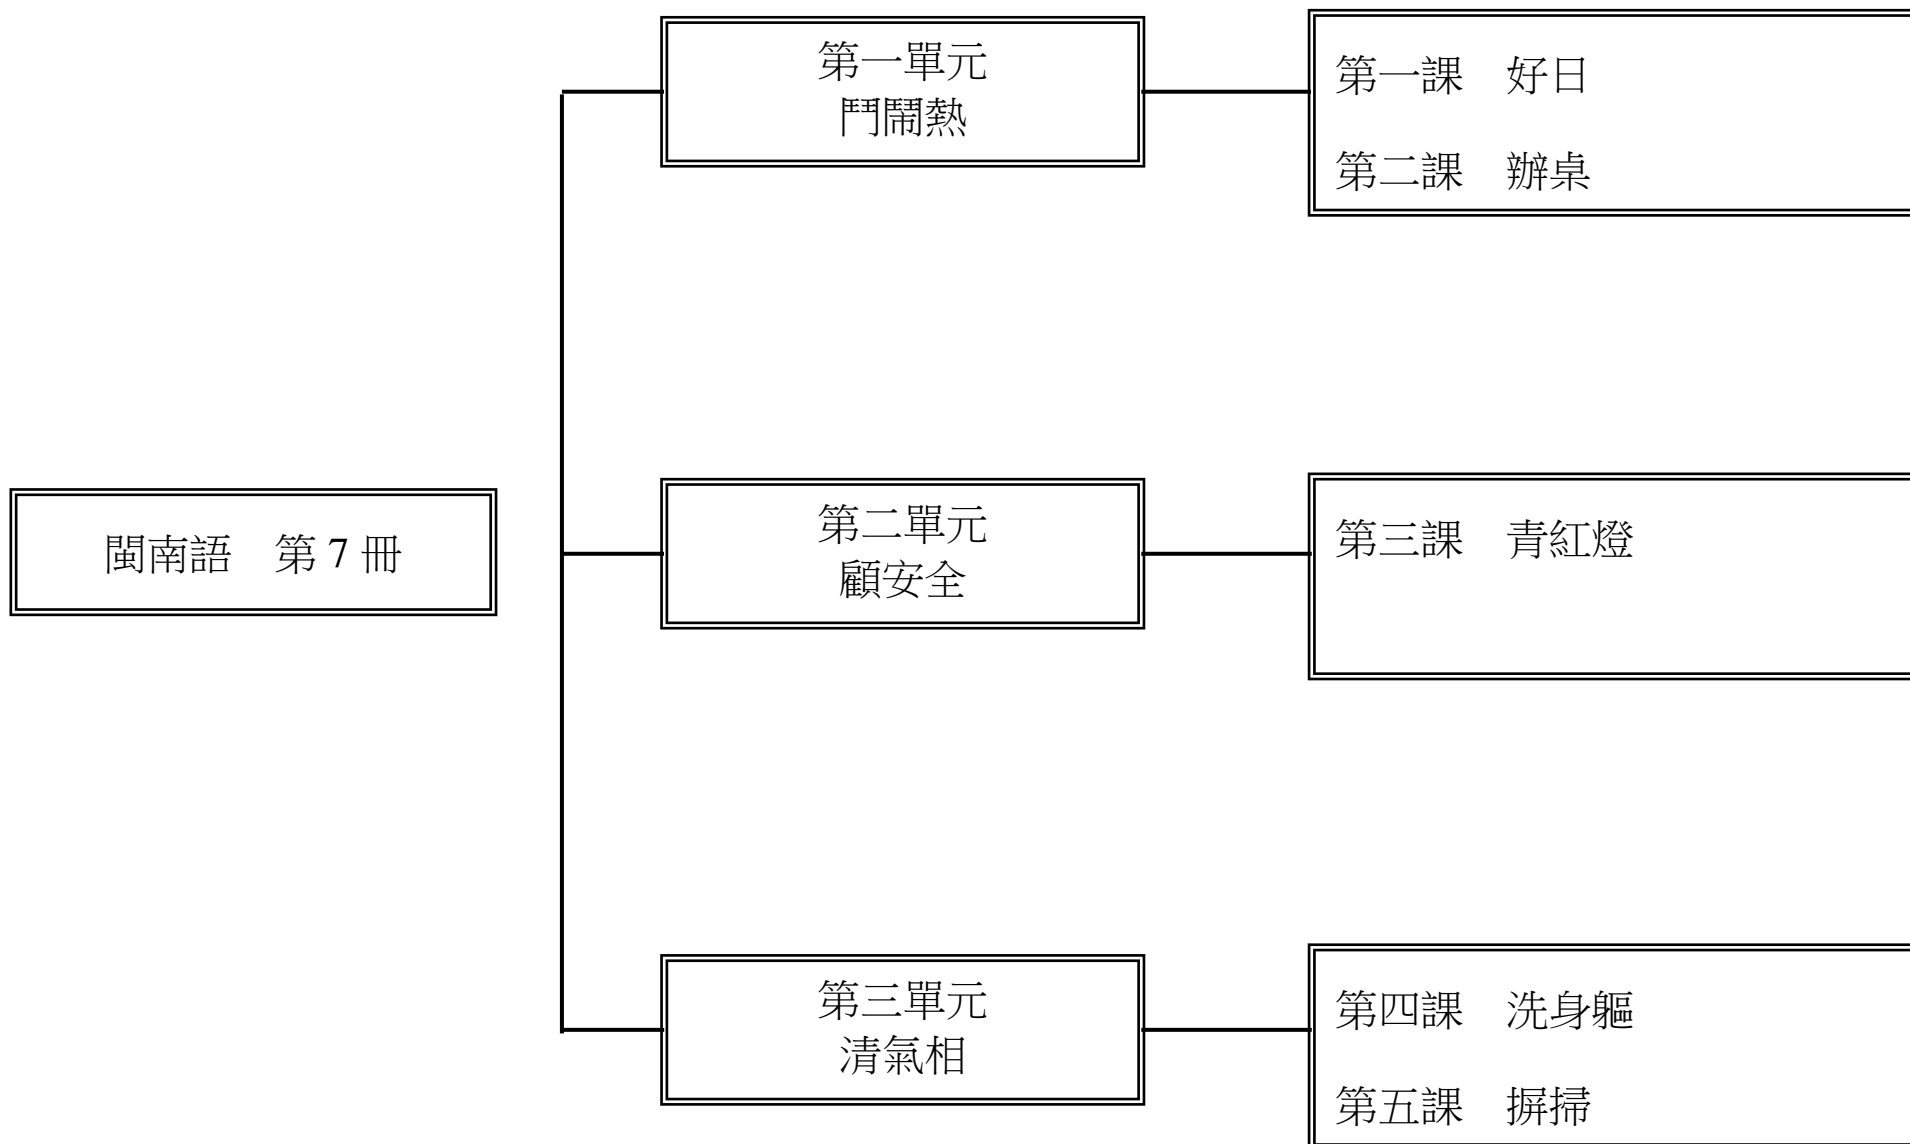 第一單元
鬥鬧熱
第一課　好日
第二課　辦桌
閩南語　第 7 冊
第二單元
顧安全
第三課　青紅燈
第三單元
清氣相
第四課　洗身軀
第五課　摒掃